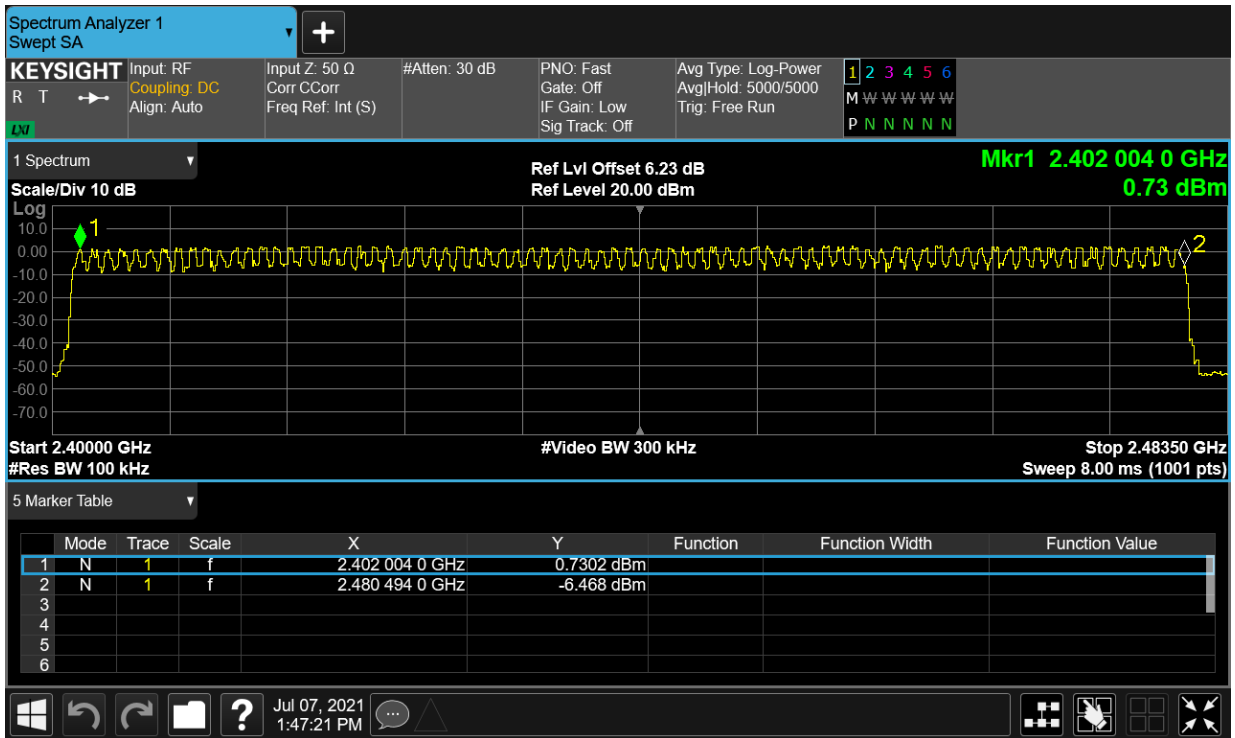 Spectrum Analyzer 1
Swept SA
+
KEYSIGHT Input: RF Input Z: 50 Ω #Atten: 30 dB PNO: Fast Avg Type: Log-Power 1 2 3 4 5 6
R T Coupling: DC Corr CCorr Gate: Off Avg|Hold: 5000/5000 M W W W W W
Align: Auto Freq Ref: Int (S) IF Gain: Low Trig: Free Run
LXI Sig Track: Off P N N N N N
1 Spectrum Ref Lvl Offset 6.23 dB Mkr1 2.402 004 0 GHz
Scale/Div 10 dB Ref Level 20.00 dBm 0.73 dBm
Log
10.0 1
0.00 2
-10.0
-20.0
-30.0
-40.0
-50.0
-60.0
-70.0
Start 2.40000 GHz #Video BW 300 kHz Stop 2.48350 GHz
#Res BW 100 kHz Sweep 8.00 ms (1001 pts)
5 Marker Table
Mode Trace Scale X Y Function Function Width Function Value
1 N 1 f 2.402 004 0 GHz 0.7302 dBm
2 N 1 f 2.480 494 0 GHz -6.468 dBm
3
4
5
6
? Jul 07, 2021
1:47:21 PM